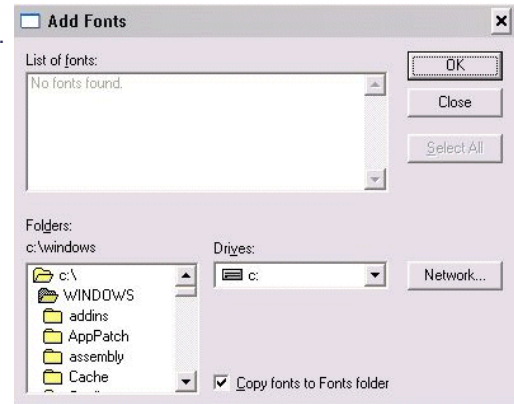 Add Fonts
List of fonts:
No fonts found.
OK
Close
Select All
Folders:
c:\windows
Drives:
c:\
c:
Network...
WINDOWS
addins
AppPatch
assembly
Cache
Copy fonts to Fonts folder